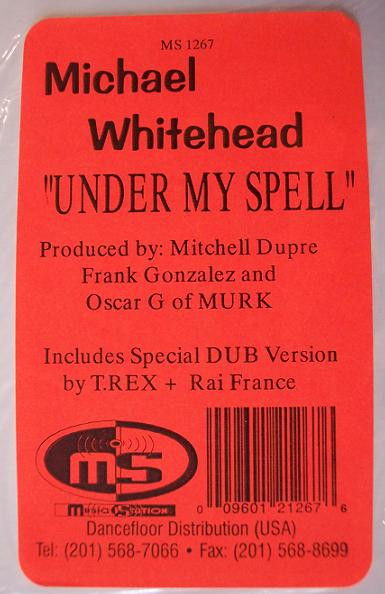 MS 1267
Michael
Whitehead
"UNDER MY SPELL"
Produced by: Mitchell Dupre
Frank Gonzalez and
Oscar G of MURK
Includes Special DUB Version
by T.REX + Rai France
ms
MUSIC STATION
0 09601 21267 6
Dancefloor Distribution (USA)
Tel: (201) 568-7066 • Fax: (201) 568-8699